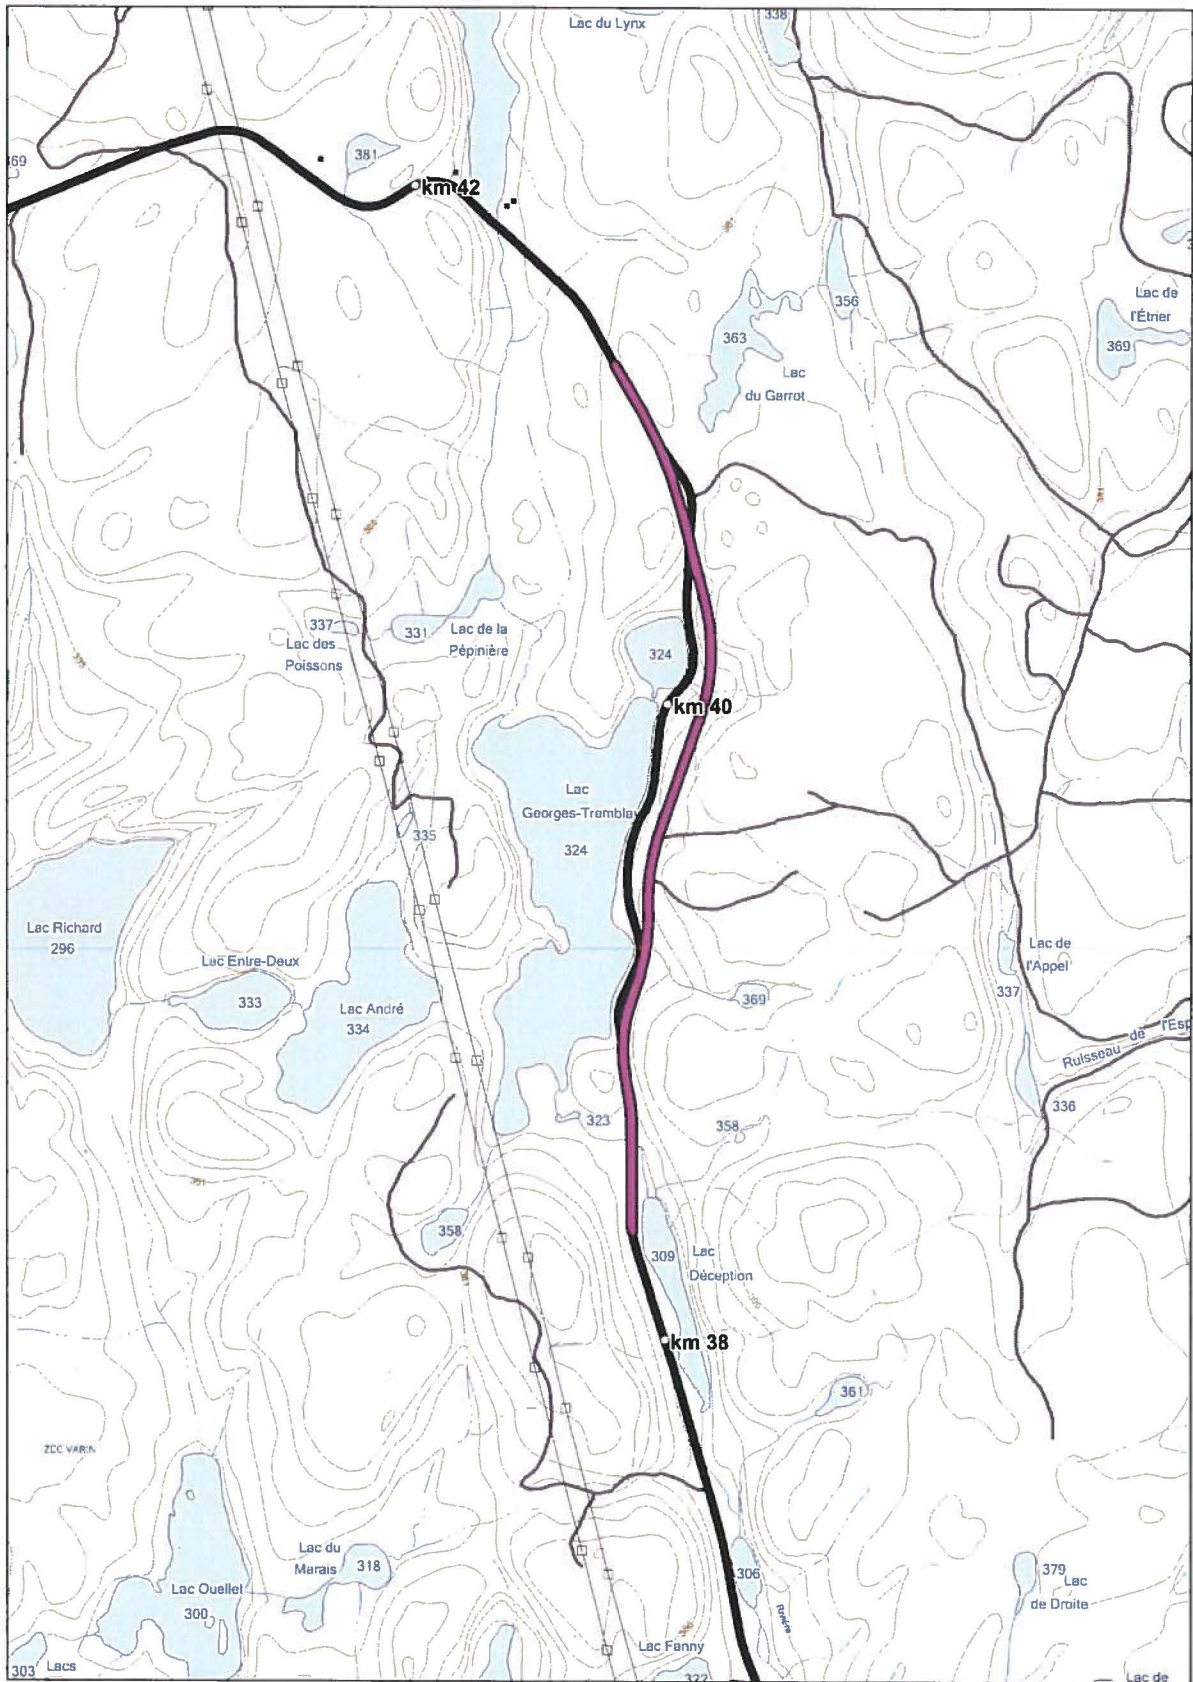 Lac du Lynx
338
369
381
km 42
356
Lac de
l'Étrier
363
369
Lac
du Garrot
381
337
Lac des
Poissons
331
Lac de la
Pépinière
324
km 40
Lac
Georges-Tremblay
324
335
Lac Richard
296
Lac Entre-Deux
333
Lac André
334
Lac de
l'Appel
337
369
Ruisseau de l'Esp
336
323
358
351
358
309
Lac
Déception
km 38
361
ZEC VARIN
Lac du
Marais
318
Lac Ouellet
300
306
Rivière
379
Lac
de Droite
Lac Fanny
322
303
Lacs
Lac de